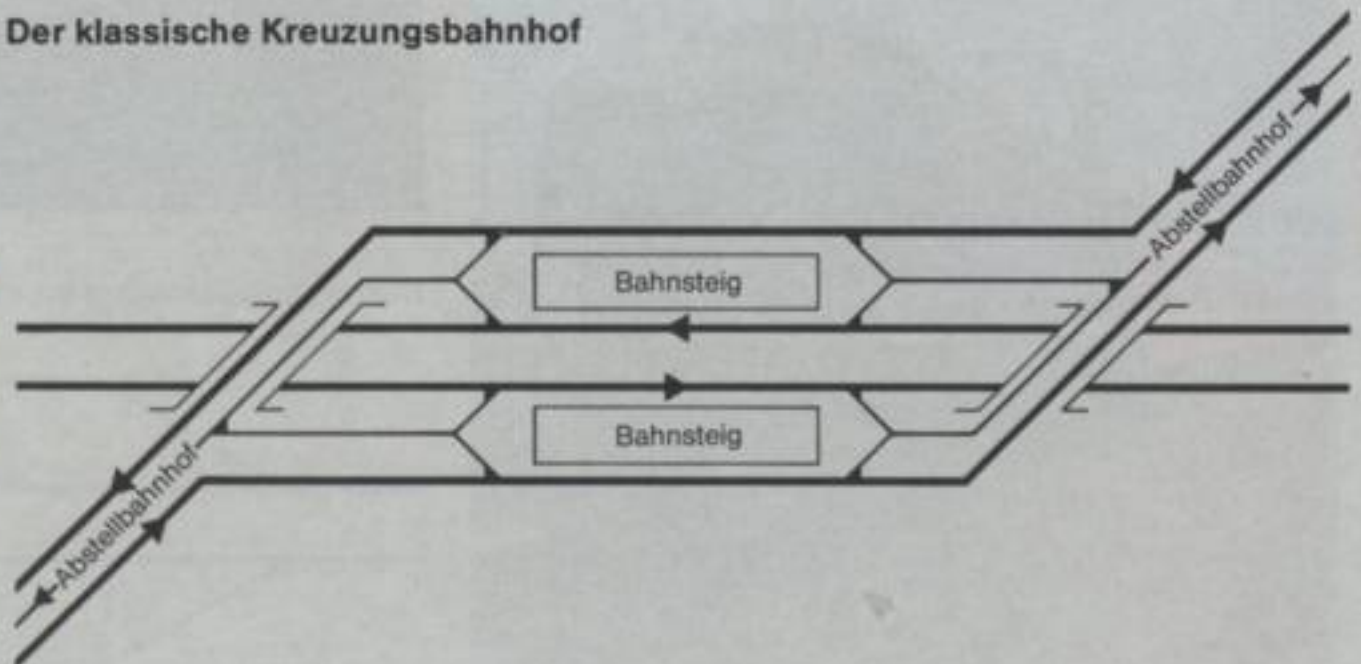 Der klassische Kreuzungsbahnhof
Abstellbahnhof
Bahnsteig
Bahnsteig
Abstellbahnhof